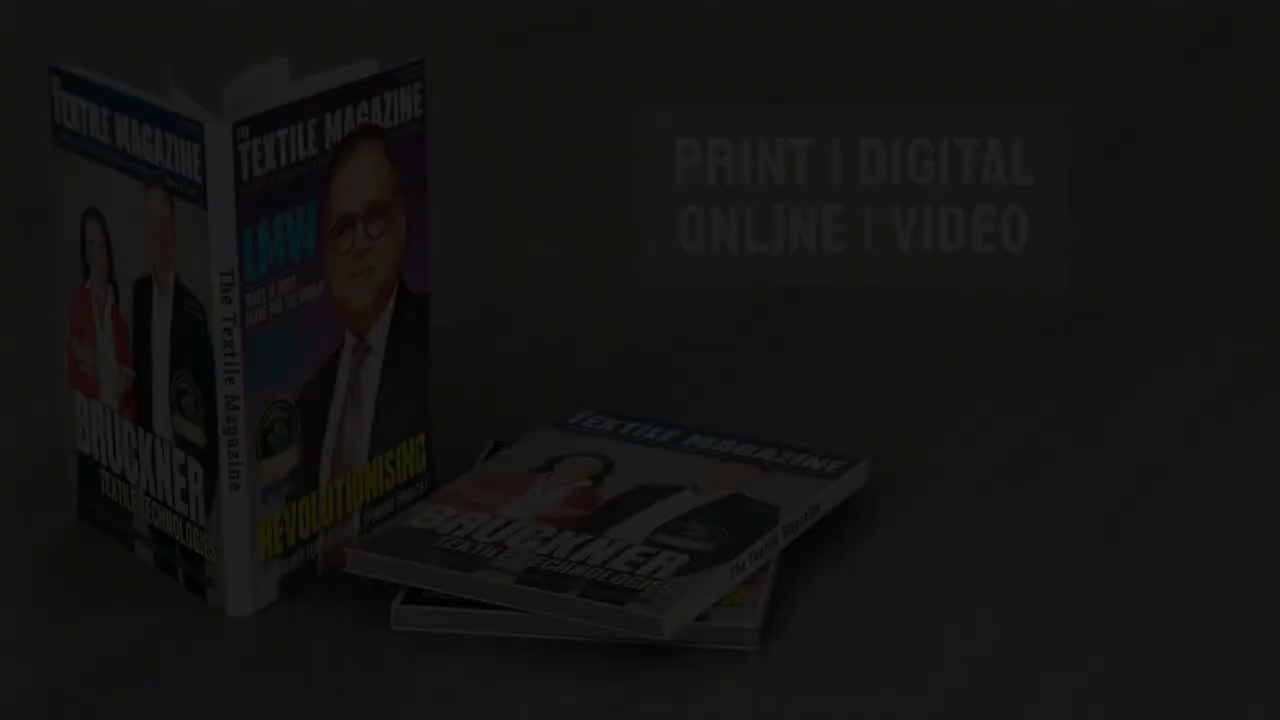 TEXTILE MAGAZINE
BRUCKNER
TEXTILE TECHNOLOGIES
The Textile Magazine
THE
TEXTILE MAGAZINE
LMW
REVOLUTIONISING
PRINT | DIGITAL
ONLINE | VIDEO
TEXTILE MAGAZINE
BRUCKNER
TEXTILE TECHNOLOGIES
The Textile Magazine